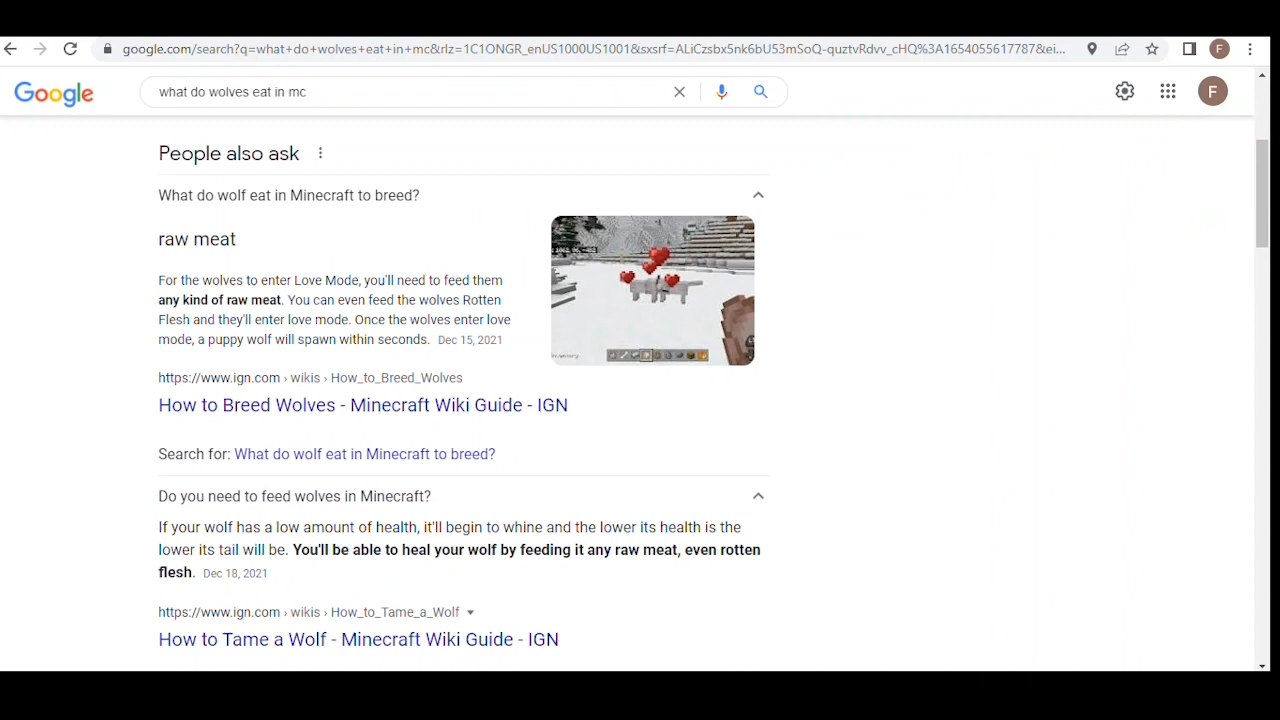 google.com/search?q=what+do+wolves+eat+in+mc&rlz=1C1ONGR_enUS1000US1001&sxsrf=ALiCzsbx5nk6bU53mSoQ-quztvRdvv_cHQ%3A1654055617787&ei...
F
Google
what do wolves eat in mc
F
People also ask
What do wolf eat in Minecraft to breed?
raw meat
For the wolves to enter Love Mode, you'll need to feed them
any kind of raw meat. You can even feed the wolves Rotten
Flesh and they'll enter love mode. Once the wolves enter love
mode, a puppy wolf will spawn within seconds. Dec 15, 2021
https://www.ign.com › wikis › How_to_Breed_Wolves
How to Breed Wolves - Minecraft Wiki Guide - IGN
Search for: What do wolf eat in Minecraft to breed?
Do you need to feed wolves in Minecraft?
If your wolf has a low amount of health, it'll begin to whine and the lower its health is the
lower its tail will be. You'll be able to heal your wolf by feeding it any raw meat, even rotten
flesh. Dec 18, 2021
https://www.ign.com › wikis › How_to_Tame_a_Wolf
How to Tame a Wolf - Minecraft Wiki Guide - IGN